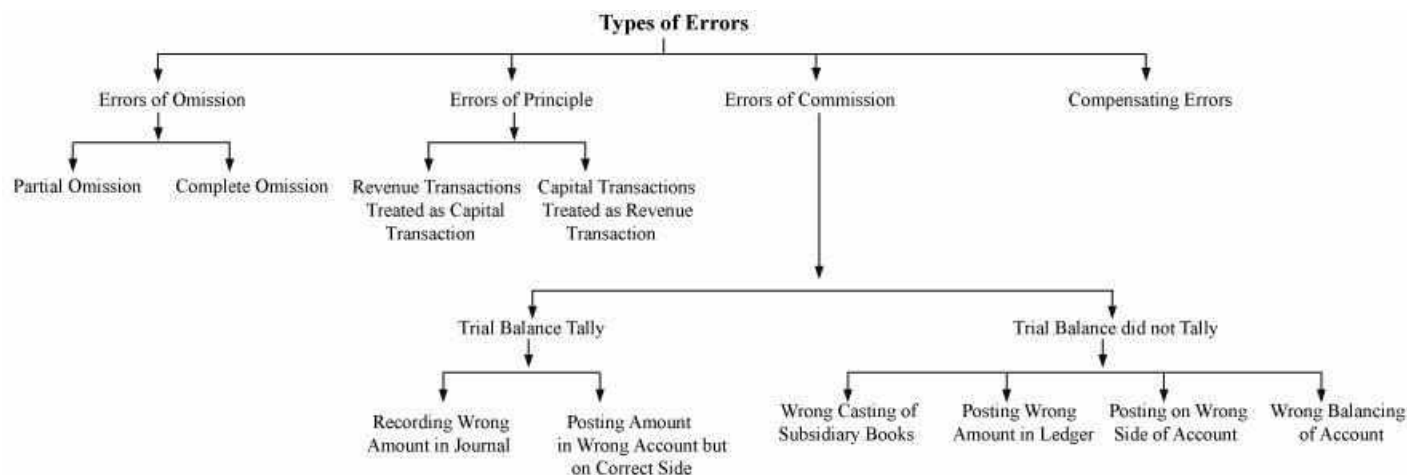 Types of Errors
Errors of Omission
Errors of Principle
Errors of Commission
Compensating Errors
Partial Omission
Complete Omission
Revenue Transactions
Treated as Capital
Transaction
Capital Transactions
Treated as Revenue
Transaction
Trial Balance Tally
Trial Balance did not Tally
Recording Wrong
Amount in Journal
Posting Amount
in Wrong Account but
on Correct Side
Wrong Casting of
Subsidiary Books
Posting Wrong
Amount in Ledger
Posting on Wrong
Side of Account
Wrong Balancing
of Account